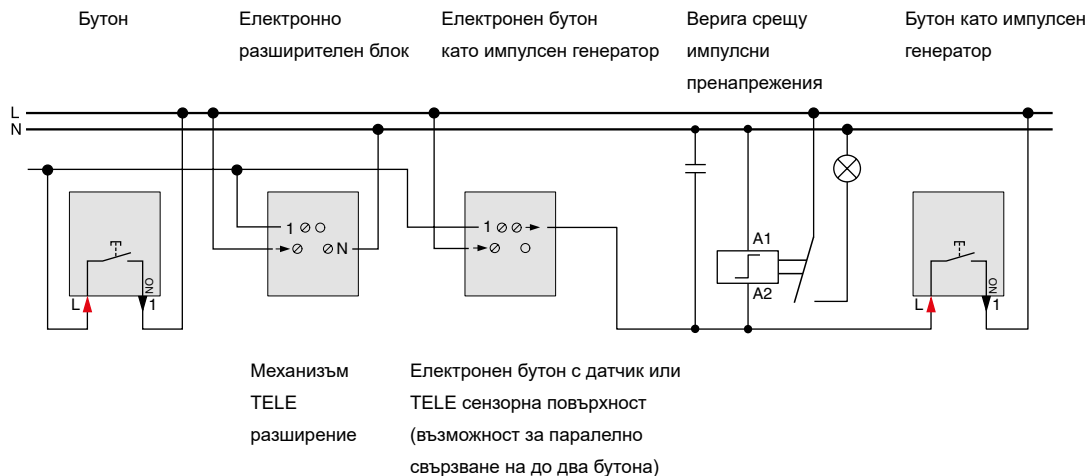 Бутон
Електронно
разширителен блок
Електронен бутон
като импулсен генератор
Верига срещу
импулсни
пренапрежения
Бутон като импулсен
генератор
L
N
L
NO
1
1
N
1
A1
A2
L
NO
1
Механизъм
TELE
разширение
Електронен бутон с датчик или
TELE сензорна повърхност
(възможност за паралелно
свързване на до два бутона)